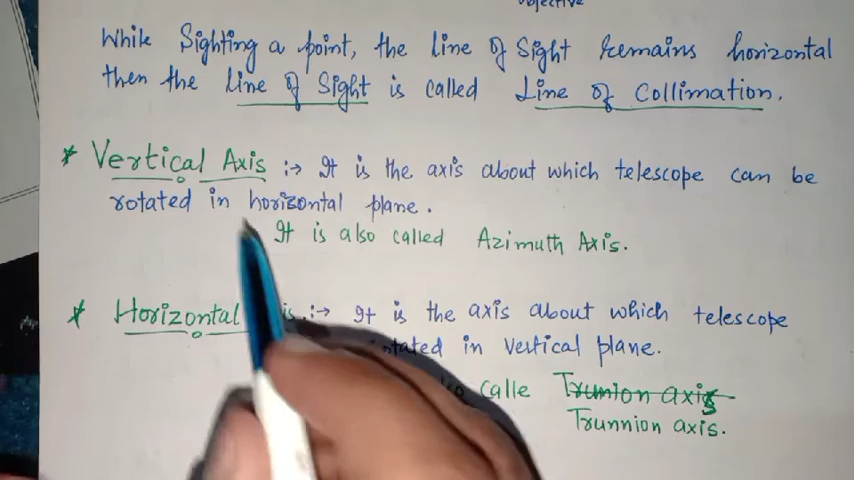 objective
While Sighting a point, the line of Sight remains horizontal
then the line of Sight is called Line of Collimation.
* Vertical Axis :→ It is the axis about which telescope can be
rotated in horizontal plane.
It is also called Azimuth Axis.
* Horizontal is :→ It is the axis about which telescope
rotated in vertical plane.
calle Trunion axis
Trunnion axis.